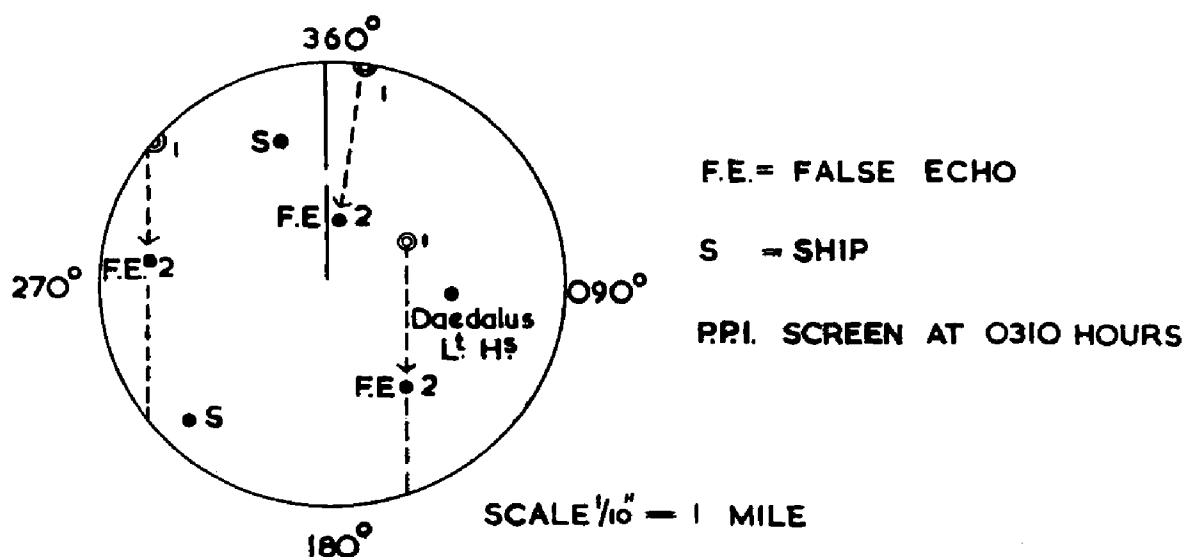 360°
1
1
S
F.E. = FALSE ECHO
F.E 2
1
S = SHIP
F.E. 2
270°
090°
Daedalus
Lt. Hs.
P.P.I. SCREEN AT 0310 HOURS
F.E 2
S
SCALE 1/10" = 1 MILE
180°